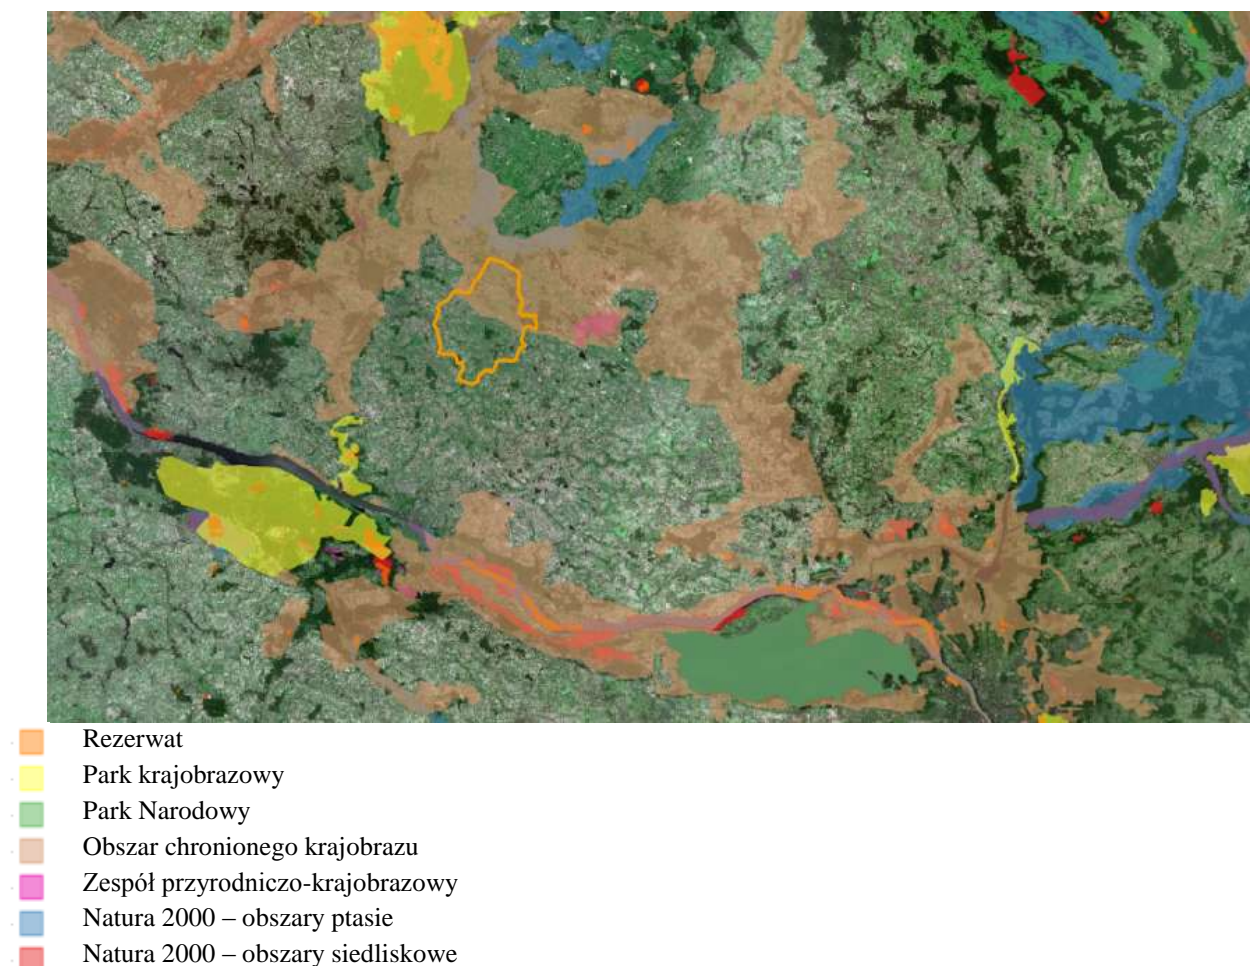 Rezerwat
Park krajobrazowy
Park Narodowy
Obszar chronionego krajobrazu
Zespół przyrodniczo-krajobrazowy
Natura 2000 – obszary ptasie
Natura 2000 – obszary siedliskowe